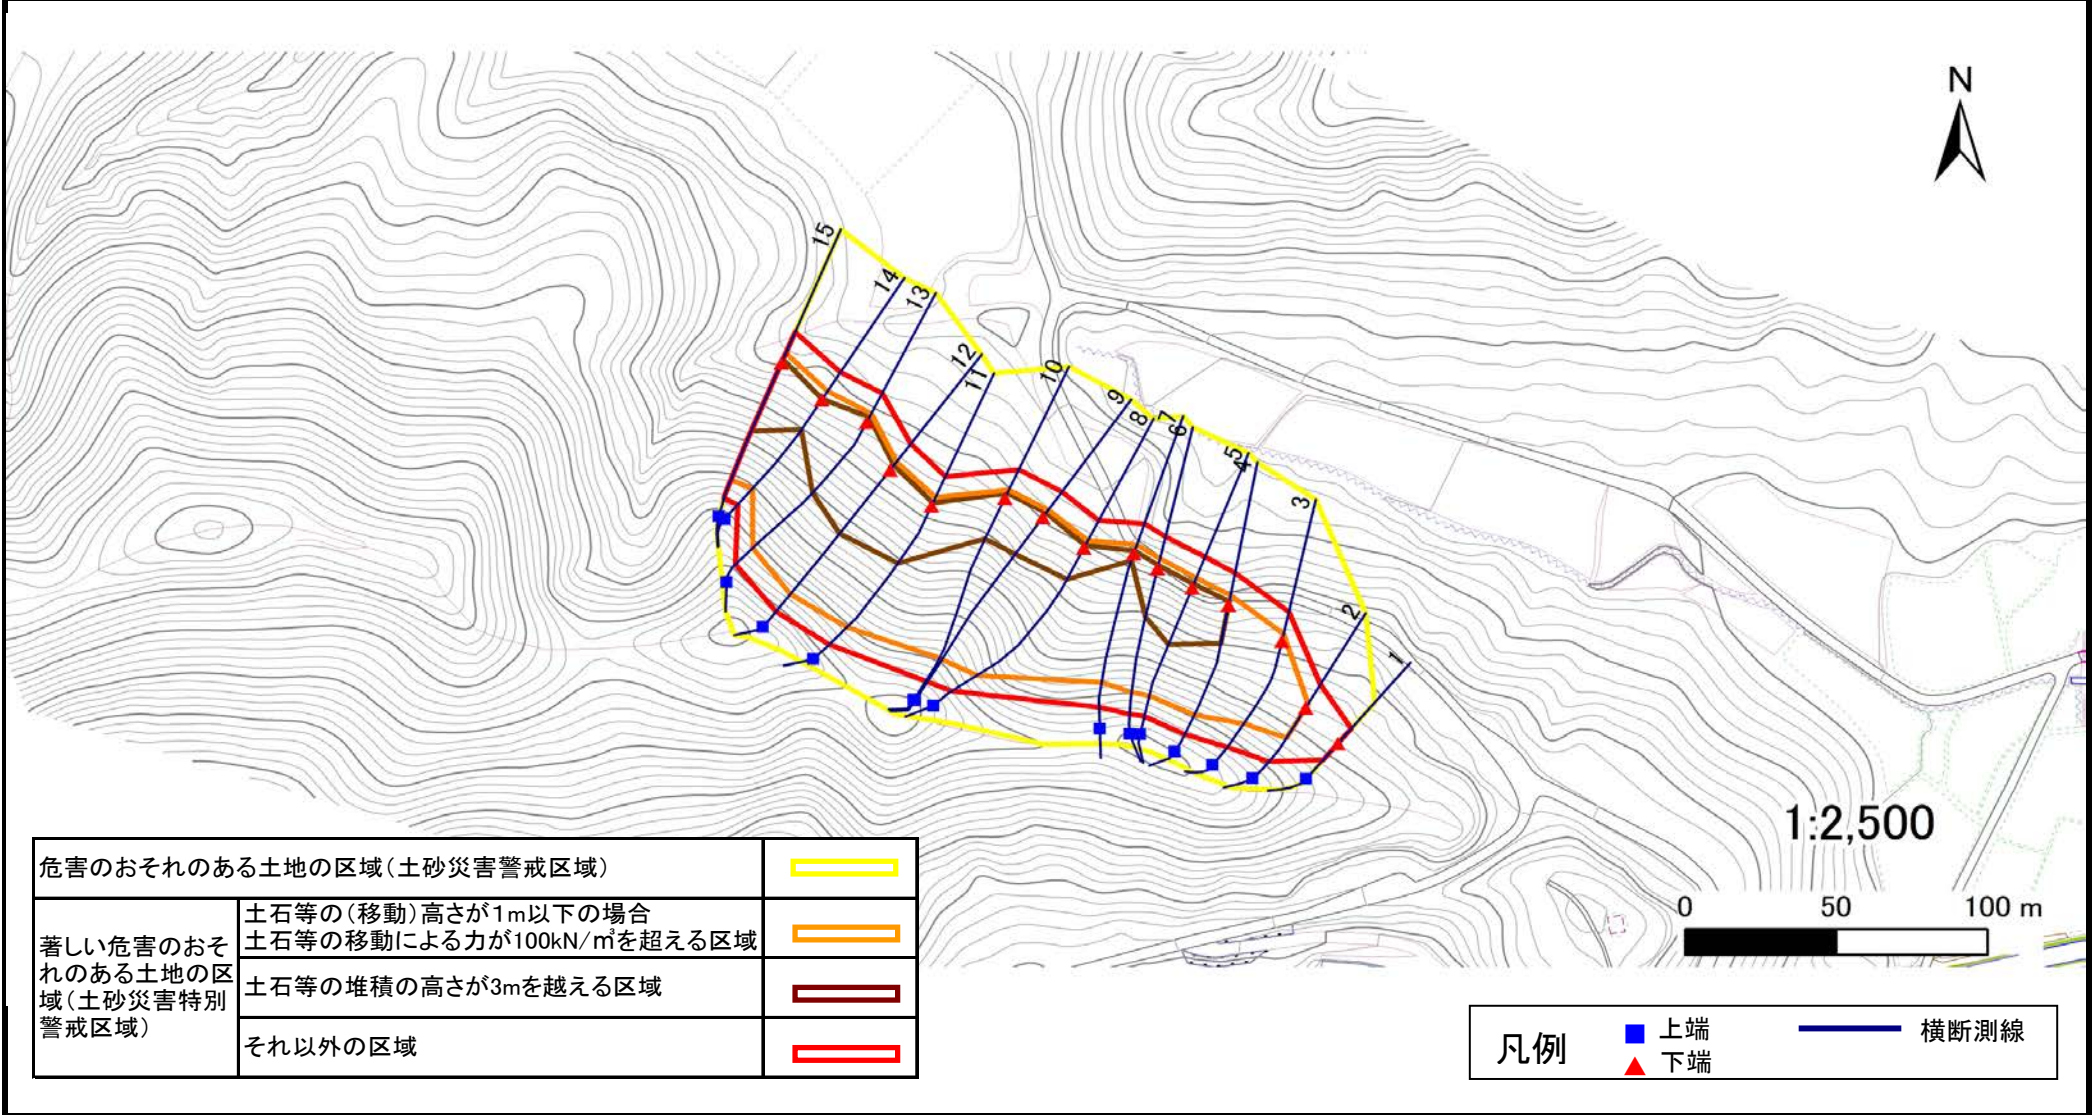 N
15
14
13
12
11
10
9
8
7
6
5
4
3
2
1
1:2,500
0 50 100 m
危害のおそれのある土地の区域(土砂災害警戒区域)
著しい危害のおそ
れのある土地の区
域(土砂災害特別
警戒区域)
土石等の(移動)高さが1m以下の場合
土石等の移動による力が100kN/㎥を超える区域
土石等の堆積の高さが3mを越える区域
それ以外の区域
凡例
上端
下端
横断測線